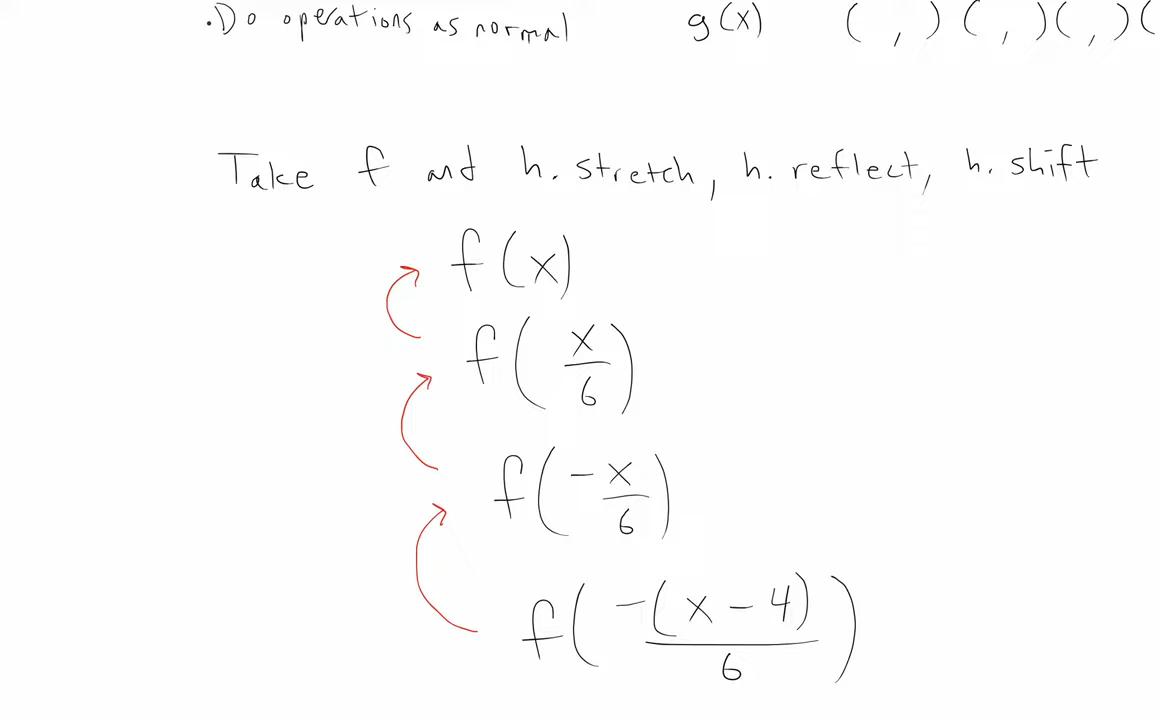 .Do operations as normal g(x) ( , ) ( , ) ( , ) (
Take f and h. stretch, h. reflect, h. shift
f(x)
f(x/6)
f(-x/6)
f(-(x-4)/6)